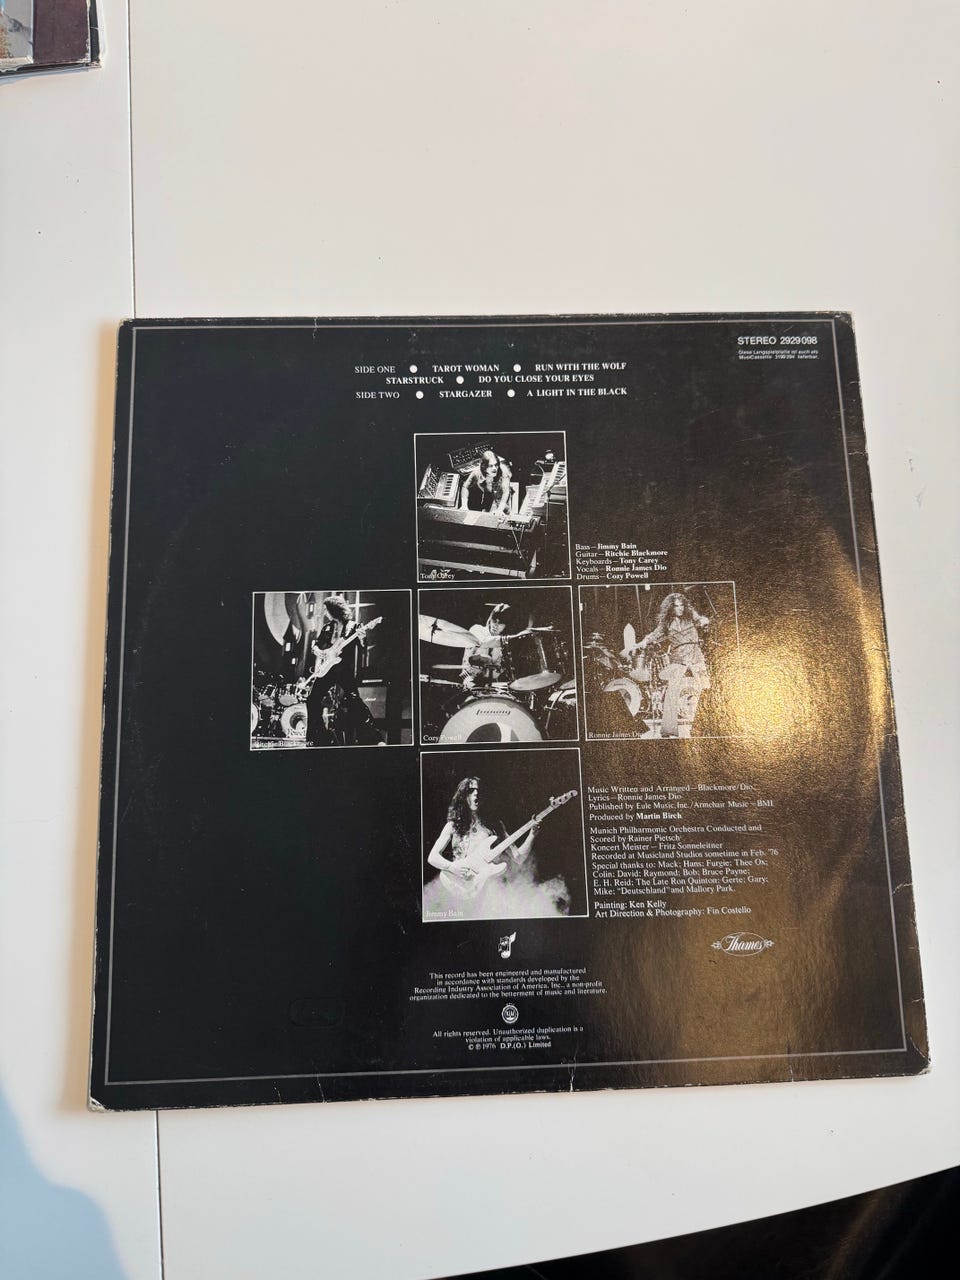 STEREO 2929 098
Diese Langspielplatte ist auch als
MusiCassette 3199 294 lieferbar.
SIDE ONE ● TAROT WOMAN ● RUN WITH THE WOLF
STARSTRUCK ● DO YOU CLOSE YOUR EYES
SIDE TWO ● STARGAZER ● A LIGHT IN THE BLACK
Tony Carey
Bass—Jimmy Bain
Guitar—Ritchie Blackmore
Keyboards—Tony Carey
Vocals—Ronnie James Dio
Drums—Cozy Powell
Ritchie Blackmore
Cozy Powell
Ludwig
Ronnie James Dio
Jimmy Bain
Music Written and Arranged—Blackmore/Dio.
Lyrics—Ronnie James Dio
Published by Eule Music, Inc./Armchair Music—BMI
Produced by Martin Birch
Munich Philharmonic Orchestra Conducted and
Scored by Rainer Pietsch
Koncert Meister—Fritz Sonneleitner
Recorded at Musicland Studios sometime in Feb. '76
Special thanks to: Mack; Hans; Furgie; Thee Ox;
Colin; David; Raymond; Bob; Bruce Payne;
E. H. Reid; The Late Ron Quinton; Gerte; Gary;
Mike; "Deutschland" and Mallory Park.
Painting: Ken Kelly
Art Direction & Photography: Fin Costello
Thames
This record has been engineered and manufactured
in accordance with standards developed by the
Recording Industry Association of America, Inc., a non-profit
organization dedicated to the betterment of music and literature.
All rights reserved. Unauthorized duplication is a
violation of applicable laws.
© ℗ 1976 D.P.(O.) Limited